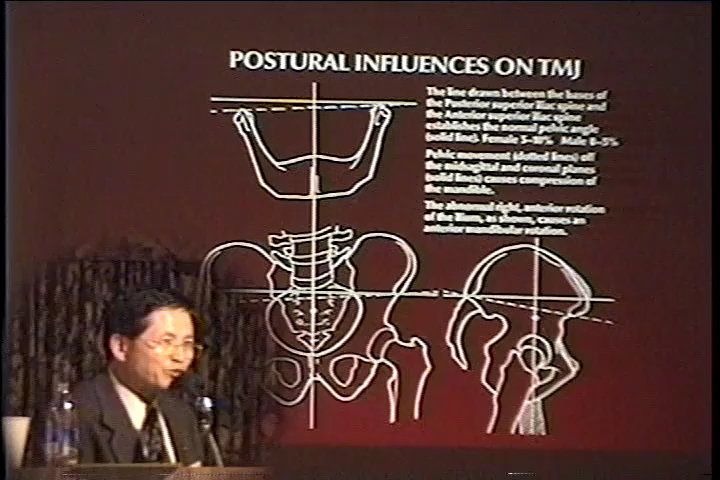 POSTURAL INFLUENCES ON TMJ
The line drawn between the bases of
the Posterior superior iliac spine and
the Anterior superior iliac spine
establishes the normal pelvic angle
(solid line). Female 5-10% Male 0-5%
Pelvic movement (dotted lines) off
the midsagittal and coronal planes
(solid lines) causes compression of
the mandible.
The abnormal right, anterior rotation
of the ilium, as shown, causes an
anterior mandibular rotation.